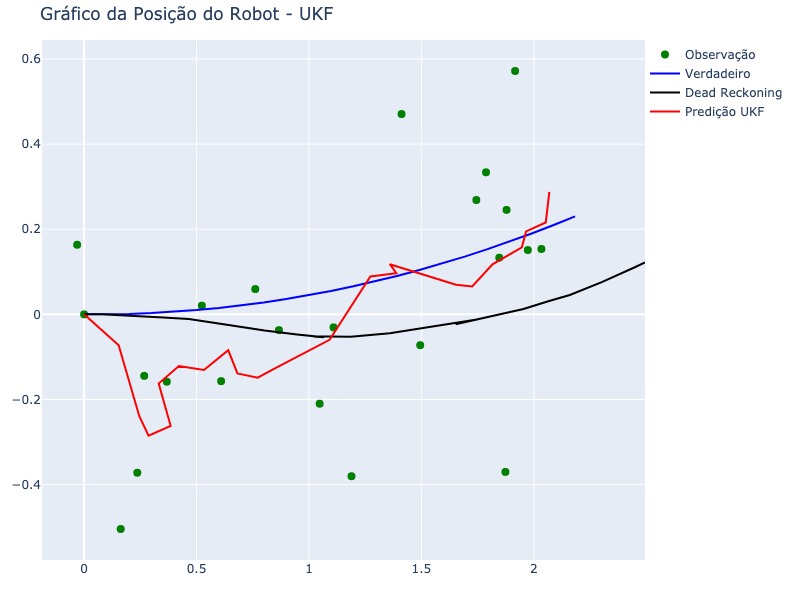 Gráfico da Posição do Robot - UKF
Observação
Verdadeiro
Dead Reckoning
Predição UKF
0.6
0.4
0.2
0
−0.2
−0.4
0 0.5 1 1.5 2